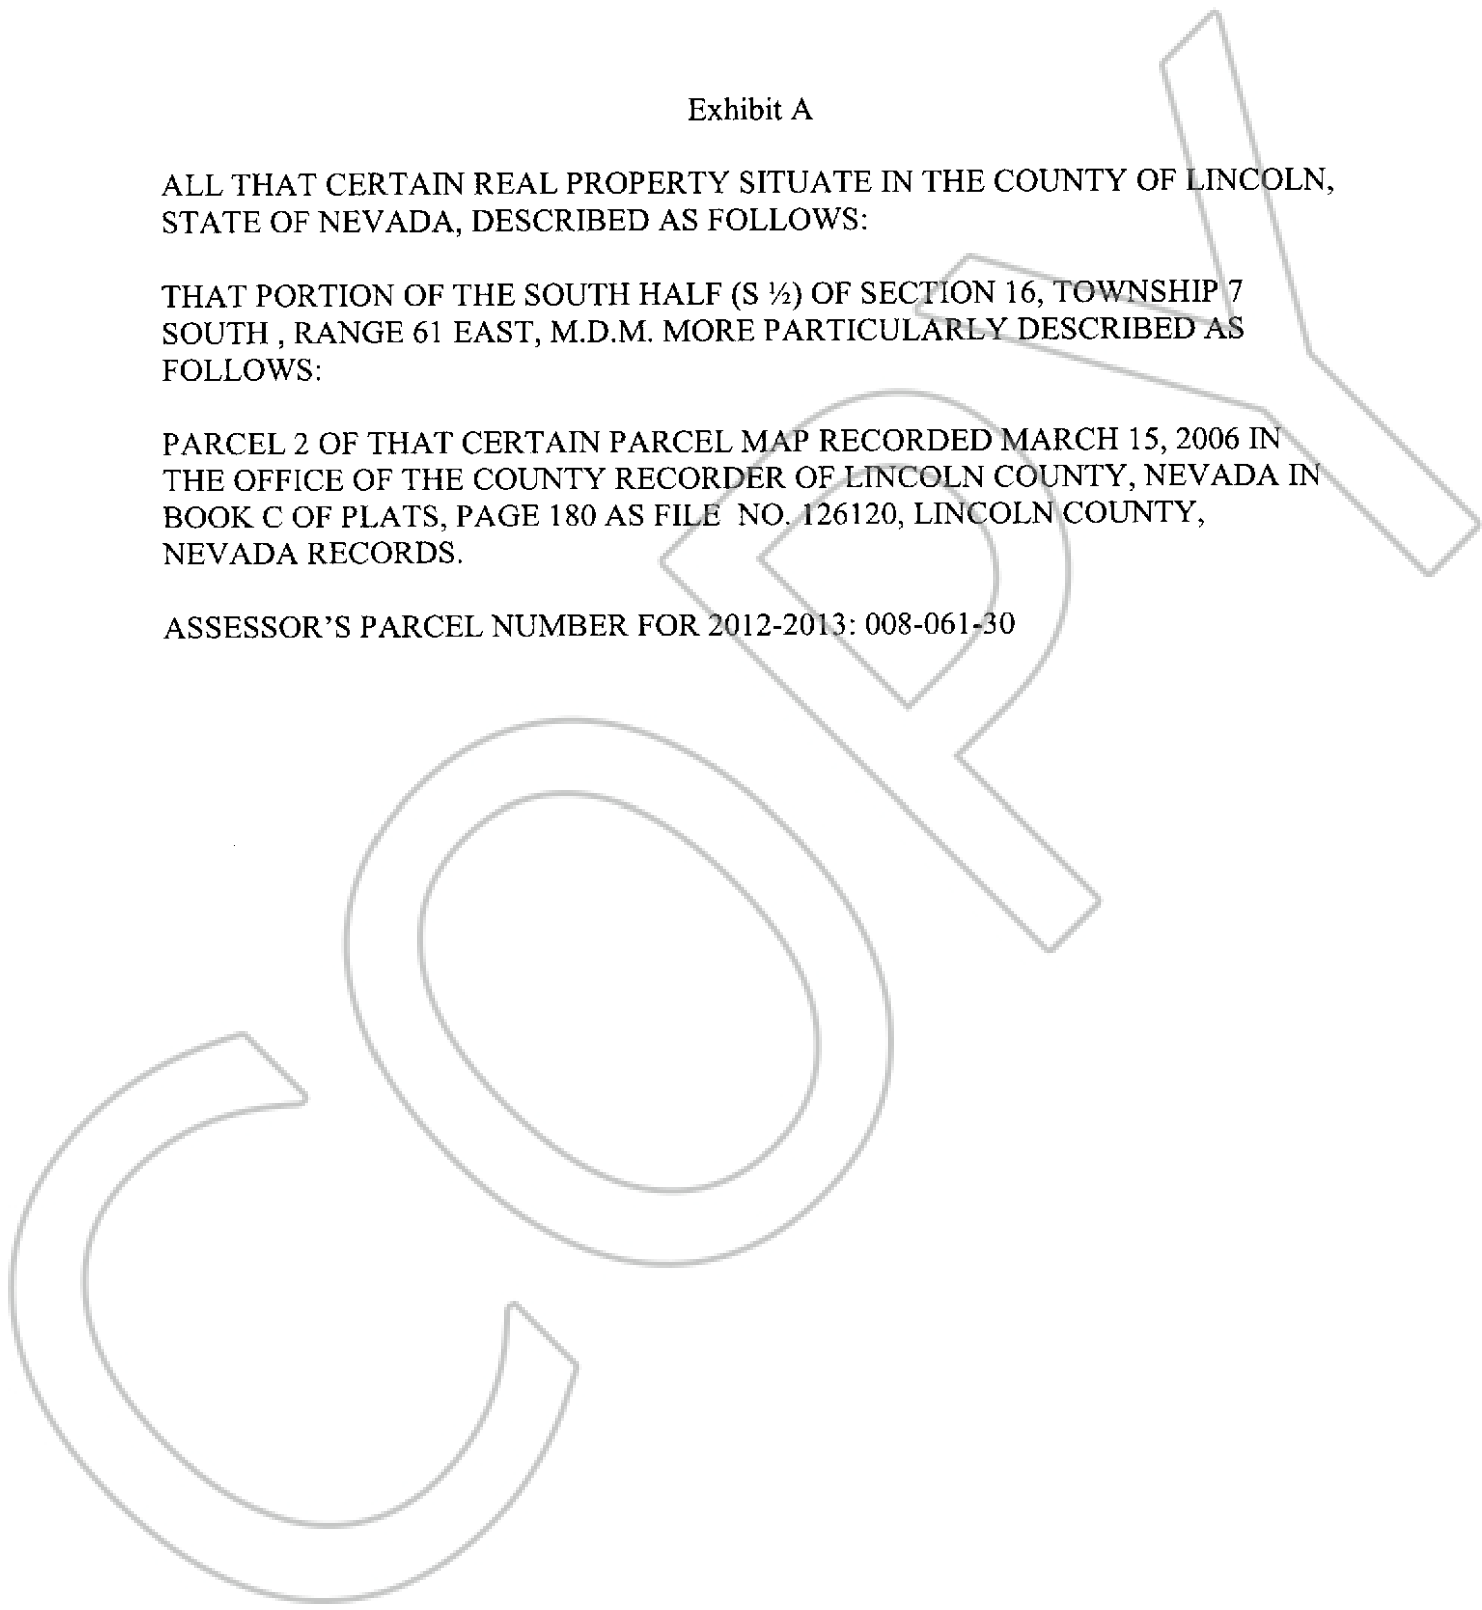 Exhibit A
ALL THAT CERTAIN REAL PROPERTY SITUATE IN THE COUNTY OF LINCOLN,
STATE OF NEVADA, DESCRIBED AS FOLLOWS:
THAT PORTION OF THE SOUTH HALF (S ½) OF SECTION 16, TOWNSHIP 7
SOUTH , RANGE 61 EAST, M.D.M. MORE PARTICULARLY DESCRIBED AS
FOLLOWS:
PARCEL 2 OF THAT CERTAIN PARCEL MAP RECORDED MARCH 15, 2006 IN
THE OFFICE OF THE COUNTY RECORDER OF LINCOLN COUNTY, NEVADA IN
BOOK C OF PLATS, PAGE 180 AS FILE NO. 126120, LINCOLN COUNTY,
NEVADA RECORDS.
ASSESSOR'S PARCEL NUMBER FOR 2012-2013: 008-061-30
COPY